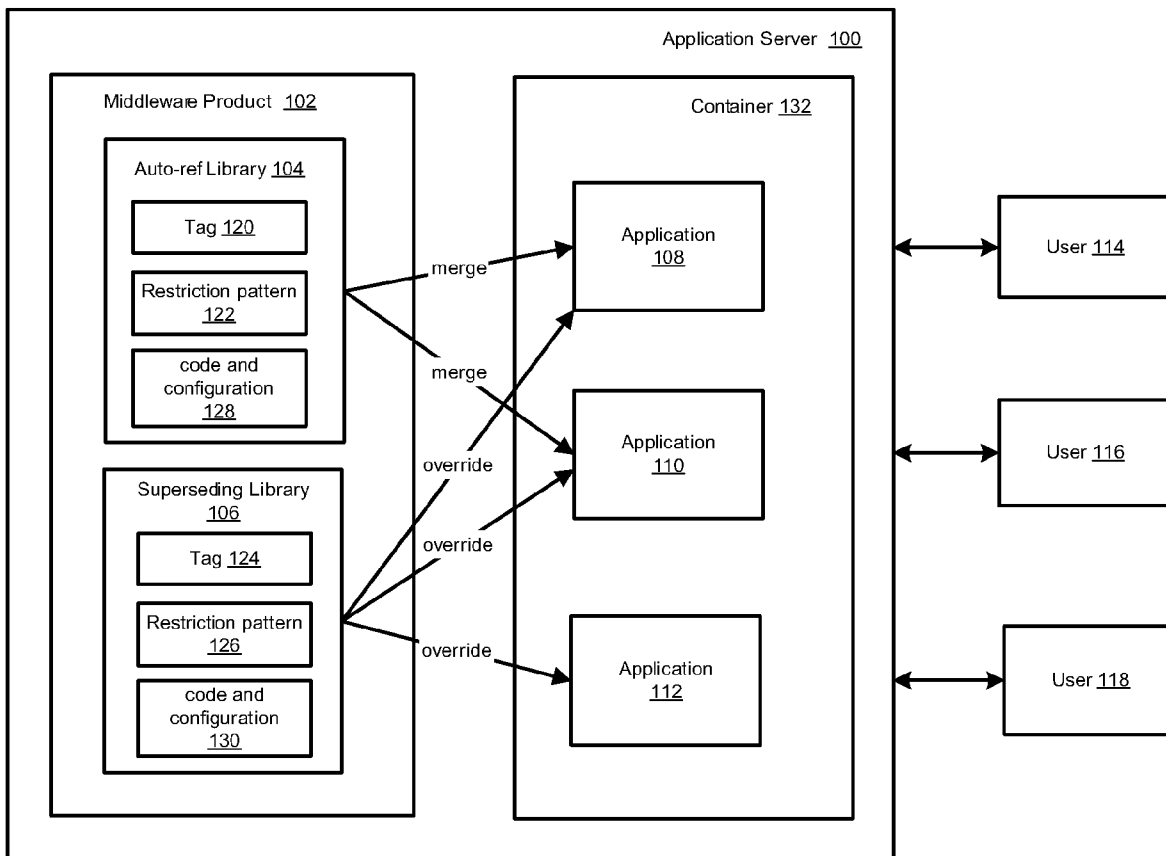 Application Server 100
Middleware Product 102
Auto-ref Library 104
Tag 120
Restriction pattern
122
code and
configuration
128
Superseding Library
106
Tag 124
Restriction pattern
126
code and
configuration
130
merge
merge
override
override
override
Container 132
Application
108
Application
110
Application
112
User 114
User 116
User 118